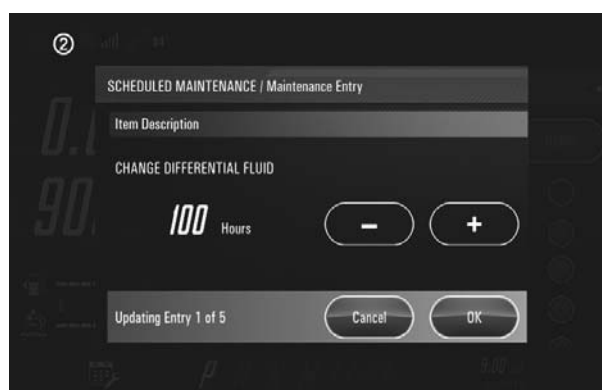 ②
SCHEDULED MAINTENANCE / Maintenance Entry
Item Description
CHANGE DIFFERENTIAL FLUID
100 Hours - +
Updating Entry 1 of 5 Cancel OK